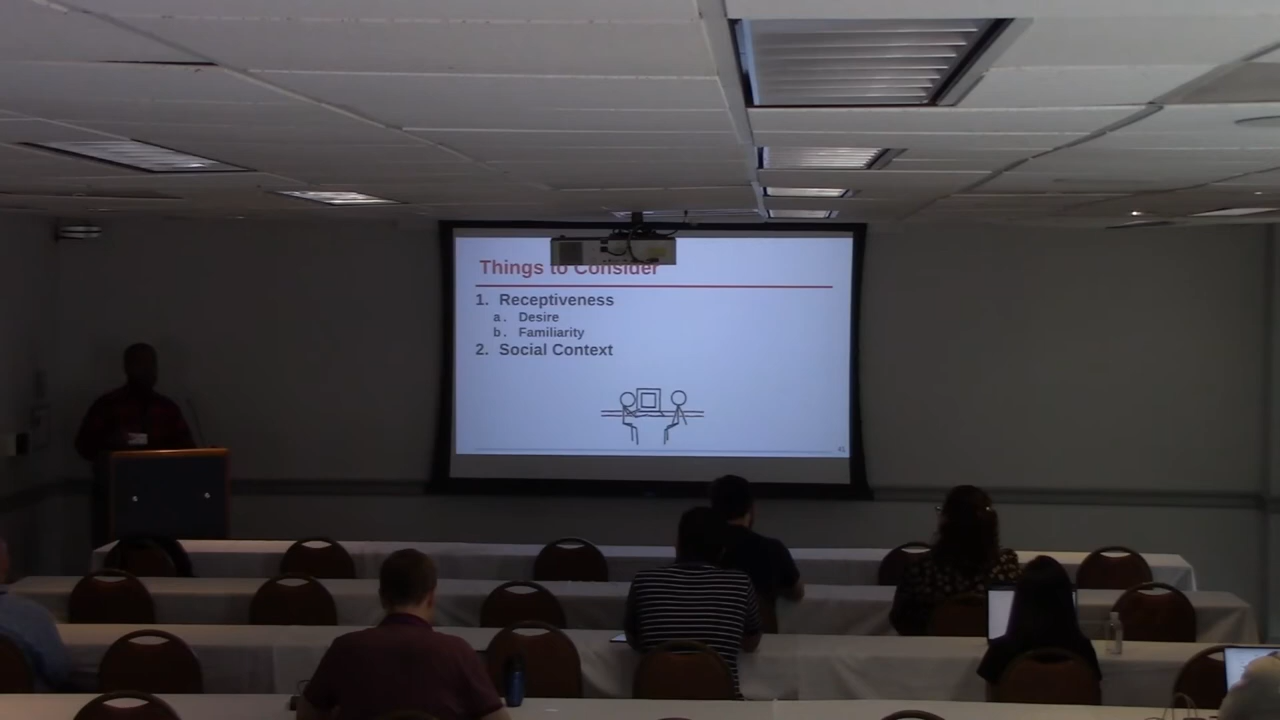 Things to Consider
1. Receptiveness
a. Desire
b. Familiarity
2. Social Context